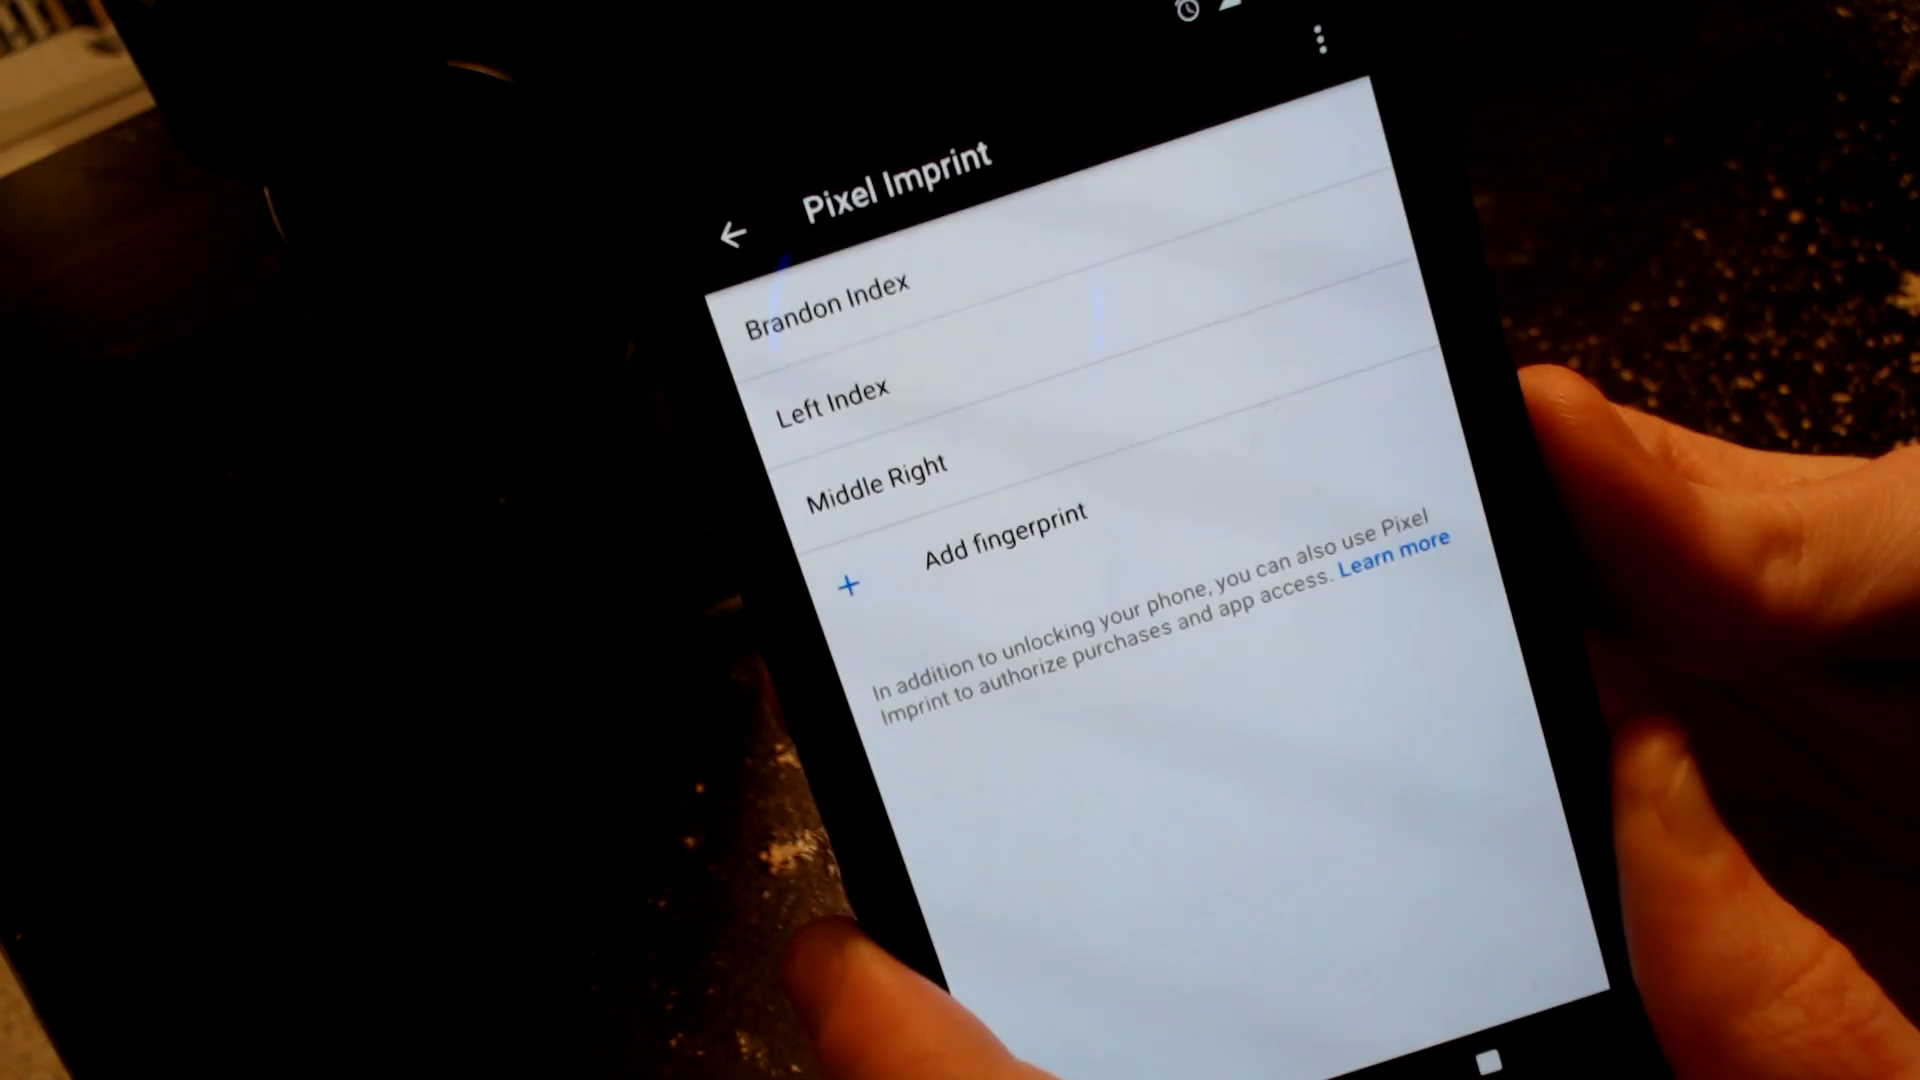 Pixel Imprint
Brandon Index
Left Index
Middle Right
Add fingerprint
In addition to unlocking your phone, you can also use Pixel
Imprint to authorize purchases and app access. Learn more